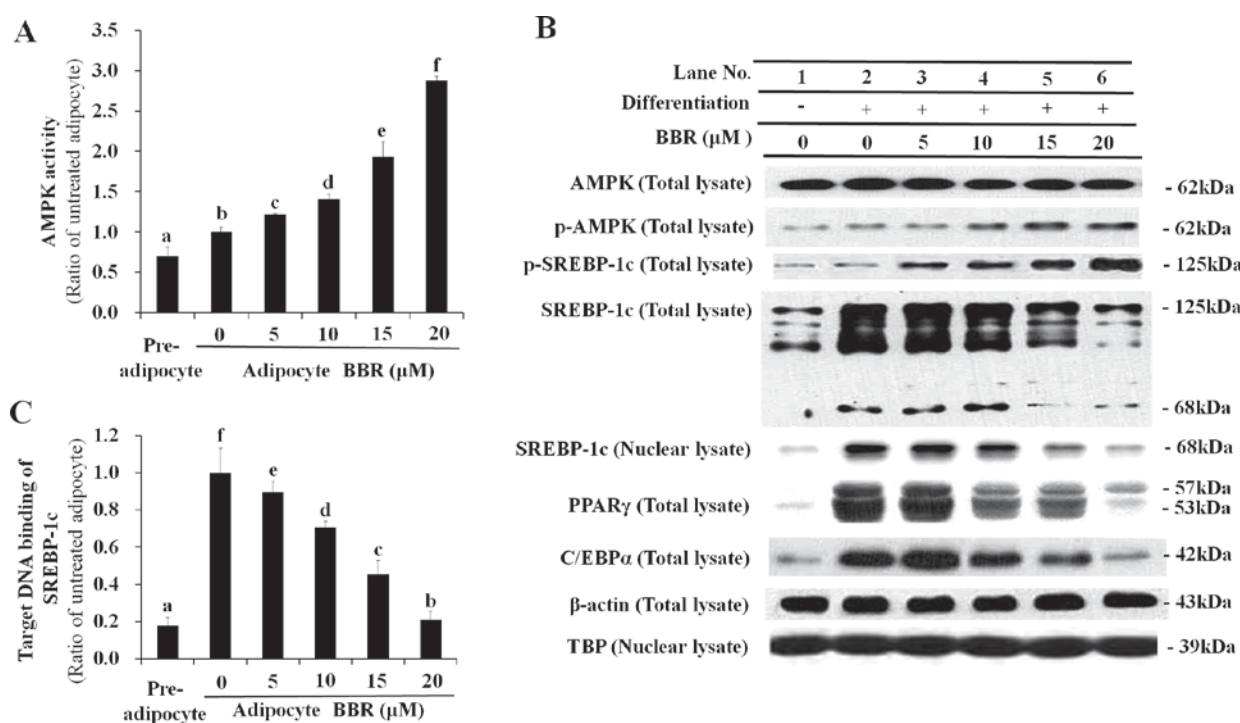 A
AMPK activity
(Ratio of untreated adipocyte)
3.5
3.0
2.5
2.0
1.5
1.0
0.5
0.0
a
b
c
d
e
f
0 5 10 15 20
Pre-
adipocyte
Adipocyte BBR (μM)
B
Lane No. 1 2 3 4 5 6
Differentiation - + + + + +
BBR (μM ) 0 0 5 10 15 20
AMPK (Total lysate) - 62kDa
p-AMPK (Total lysate) - 62kDa
p-SREBP-1c (Total lysate) - 125kDa
SREBP-1c (Total lysate) - 125kDa
- 68kDa
SREBP-1c (Nuclear lysate) - 68kDa
- 57kDa
PPARγ (Total lysate) - 53kDa
C/EBPα (Total lysate) - 42kDa
β-actin (Total lysate) - 43kDa
TBP (Nuclear lysate) - 39kDa
C
Target DNA binding of
SREBP-1c
(Ratio of untreated adipocyte)
1.2
1.0
0.8
0.6
0.4
0.2
0.0
a
f
e
d
c
b
0 5 10 15 20
Pre-
adipocyte
Adipocyte BBR (μM)